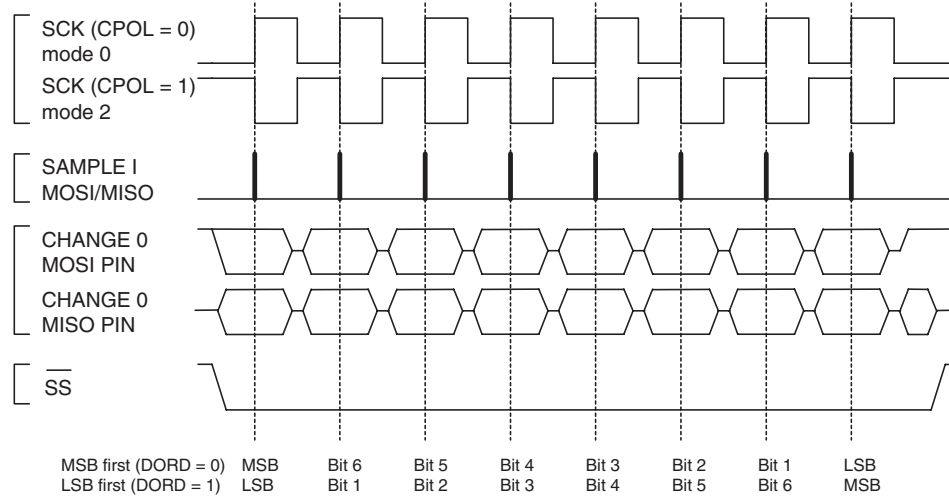 SCK (CPOL = 0)
mode 0
SCK (CPOL = 1)
mode 2
SAMPLE I
MOSI/MISO
CHANGE 0
MOSI PIN
CHANGE 0
MISO PIN
SS
MSB first (DORD = 0) MSB Bit 6 Bit 5 Bit 4 Bit 3 Bit 2 Bit 1 LSB
LSB first (DORD = 1) LSB Bit 1 Bit 2 Bit 3 Bit 4 Bit 5 Bit 6 MSB